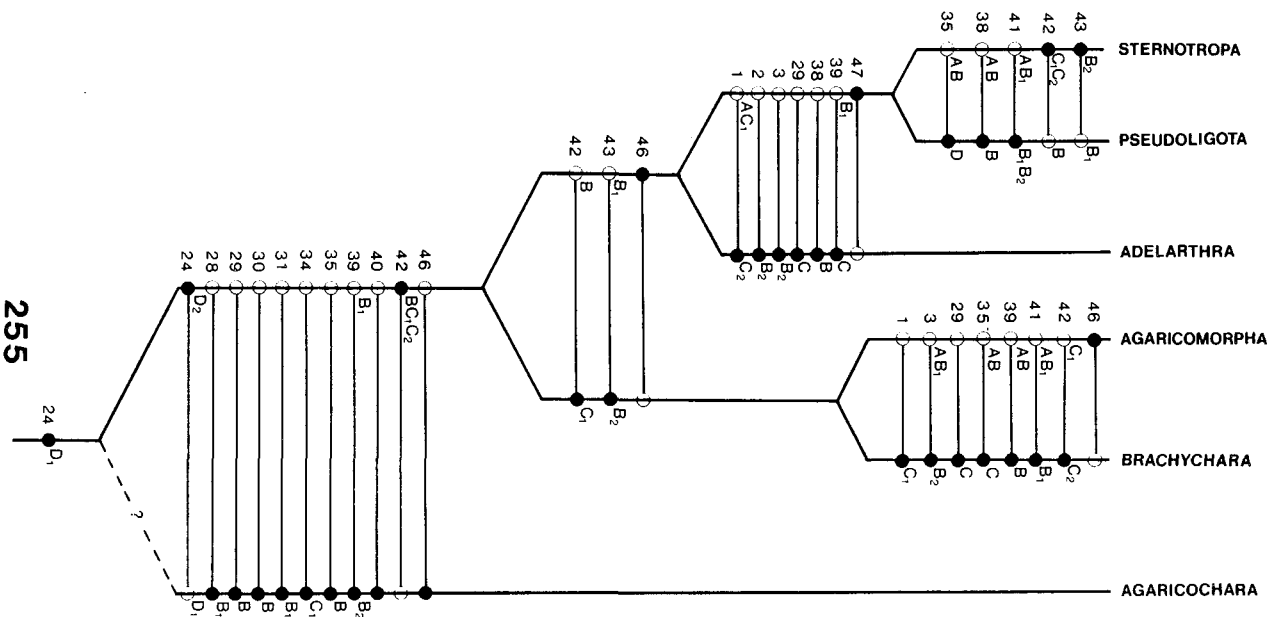 43 B₂ B₁
42 C₁C₂ B
41 AB₁ B₁B₂
38 AB B
35 AB D
STERNOTROPA
PSEUDOLIGOTA
47
39 B₁ C
38 B
29 C
3 B₂
2 B₂
1 AC₁ C₂
ADELARTHRA
46
43 B₁ B₂
42 B C₁
46
42 C₁ C₂
41 AB₁ B₁
39 AB B
35 AB C
29 C
3 AB₁ B₂
1 C₁
AGARICOMORPHA
BRACHYCHARA
46
42 BC₁C₂
40
39 B₁ B₂
35 B
34 C₁
31 B₁
30 B
29 B
28 B₁
24 D₂ D₁
AGARICOCHARA
?
24 D₁
255